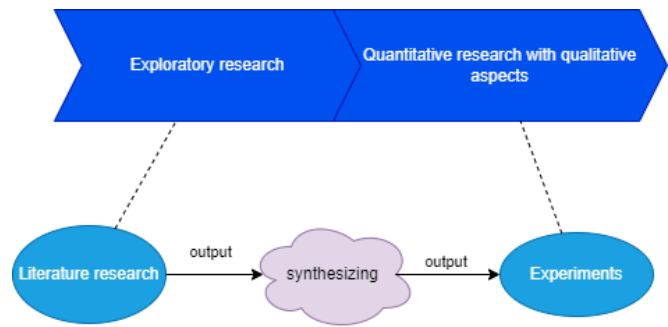 Exploratory research
Quantitative research with qualitative
aspects
Literature research
output
synthesizing
output
Experiments